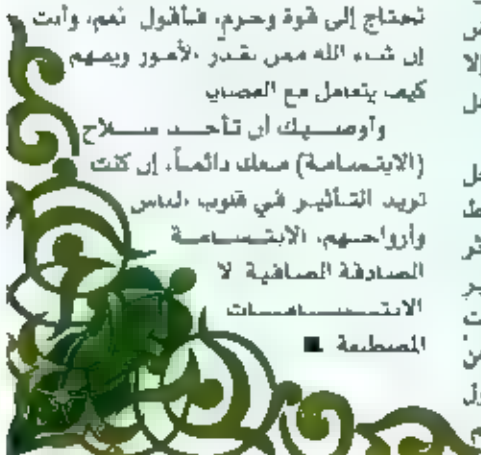 تحتاج إلى قوة وحزم، فأقول نعم، وأنت
إن شاء الله ممن يقدر الأمور ويفهم
كيف يتعامل مع القضايا
وأوصيك أن تأخذ سلاح
(الابتسامة) معك دائماً، إن كنت
تريد التأثير في قلوب الناس
وأرواحهم، الابتسامة
الصادقة الصافية لا
الابتسامات
المصطنعة